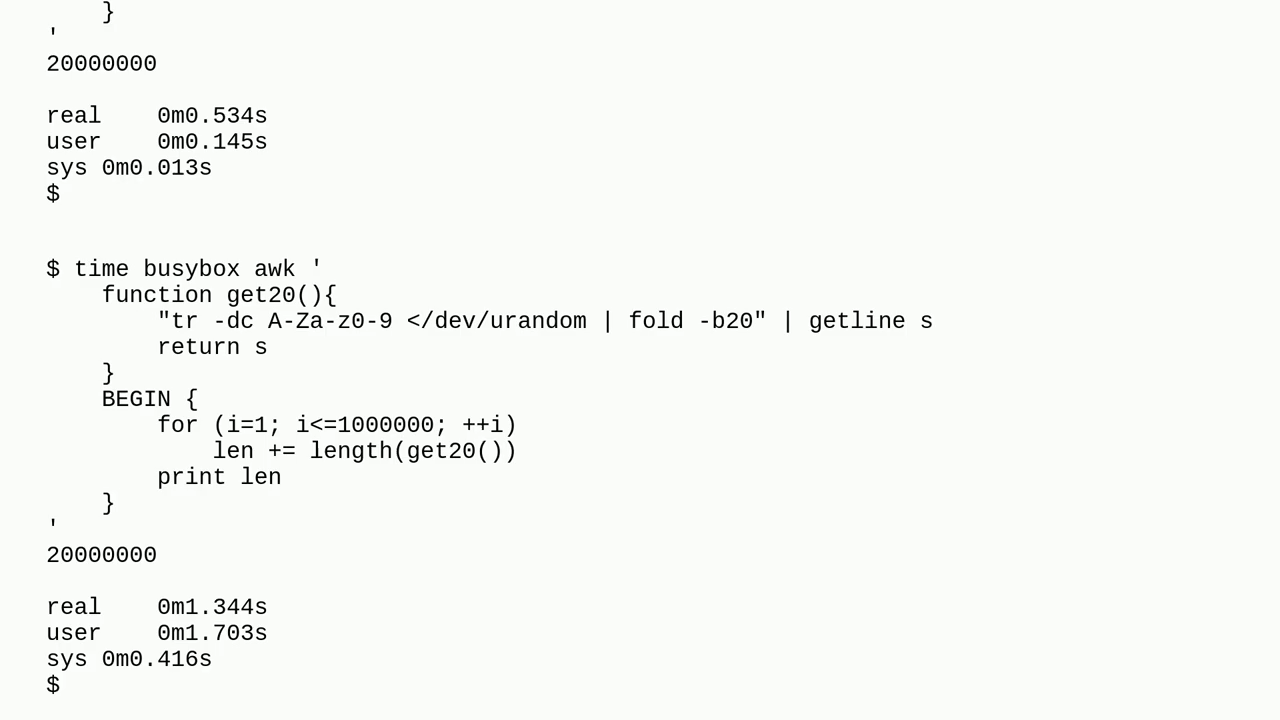 }
'
20000000

real    0m0.534s
user    0m0.145s
sys 0m0.013s
$

$ time busybox awk '
    function get20(){
        "tr -dc A-Za-z0-9 </dev/urandom | fold -b20" | getline s
        return s
    }
    BEGIN {
        for (i=1; i<=1000000; ++i)
            len += length(get20())
        print len
    }
'
20000000

real    0m1.344s
user    0m1.703s
sys 0m0.416s
$